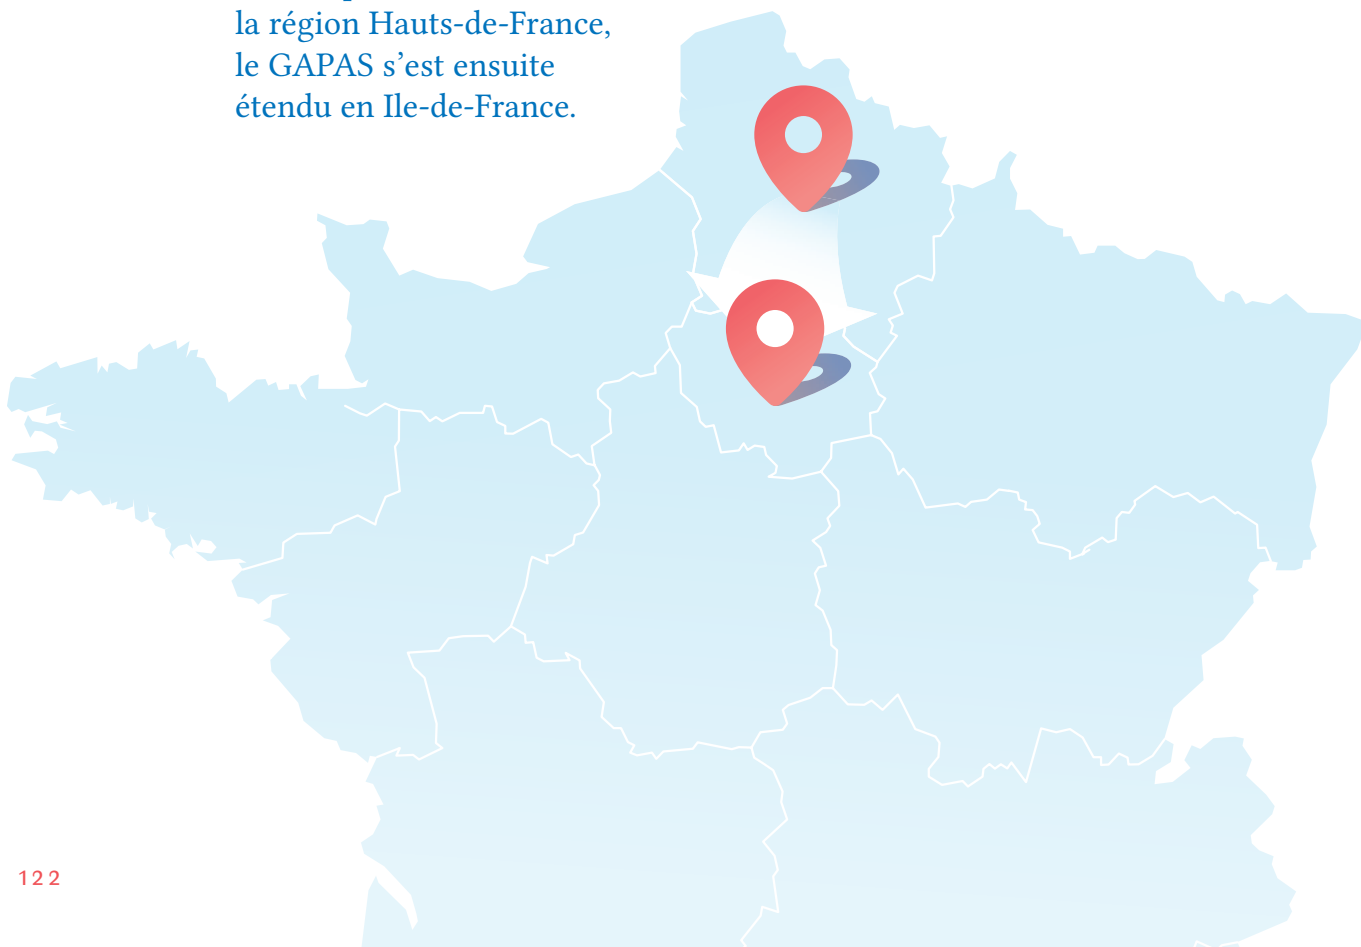 la région Hauts-de-France,
le GAPAS s’est ensuite
étendu en Ile-de-France.
122